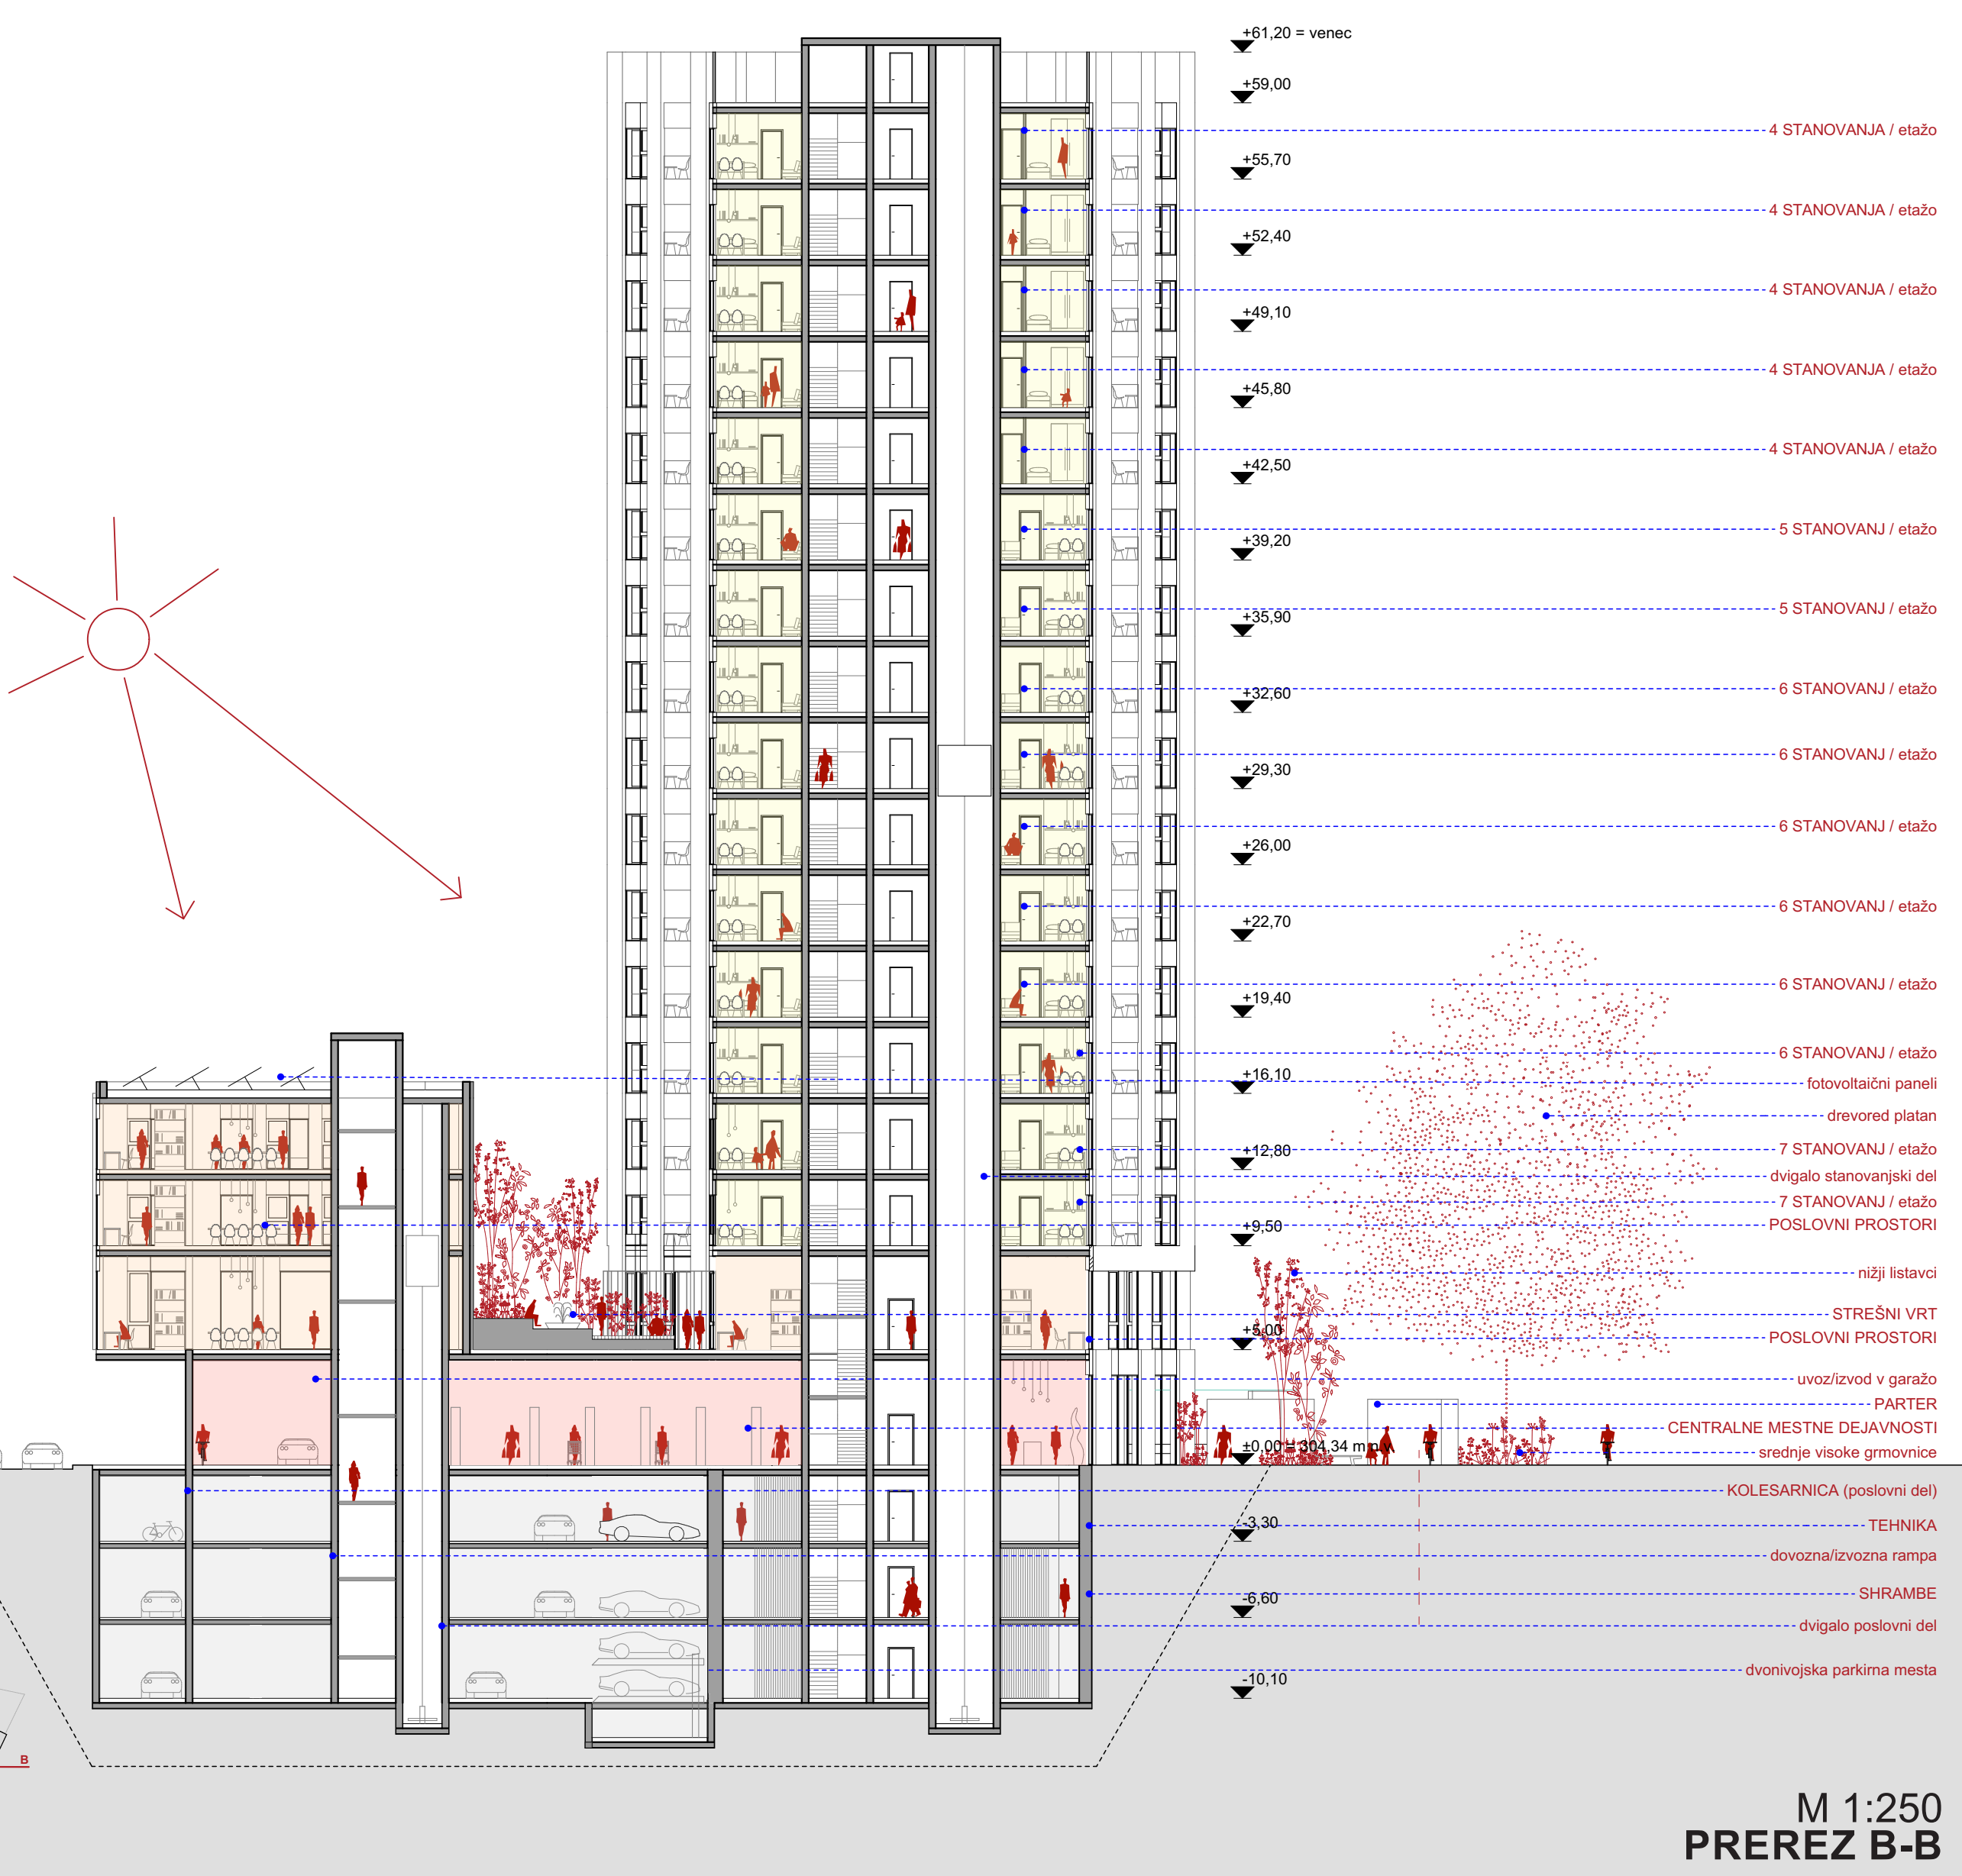 +61,20 = venec
+59,00
4 STANOVANJA / etažo
+55,70
4 STANOVANJA / etažo
+52,40
4 STANOVANJA / etažo
+49,10
4 STANOVANJA / etažo
+45,80
4 STANOVANJA / etažo
+42,50
5 STANOVANJ / etažo
+39,20
5 STANOVANJ / etažo
+35,90
6 STANOVANJ / etažo
+32,60
6 STANOVANJ / etažo
+29,30
6 STANOVANJ / etažo
+26,00
6 STANOVANJ / etažo
+22,70
6 STANOVANJ / etažo
+19,40
6 STANOVANJ / etažo
+16,10
fotovoltaični paneli
drevored platan
7 STANOVANJ / etažo
+12,80
dvigalo stanovanjski del
7 STANOVANJ / etažo
POSLOVNI PROSTORI
+9,50
nižji listavci
STREŠNI VRT
+5,00
POSLOVNI PROSTORI
uvoz/izvod v garažo
PARTER
CENTRALNE MESTNE DEJAVNOSTI
±0,00 = 304,34 m.n.v.
srednje visoke grmovnice
KOLESARNICA (poslovni del)
-3,30
TEHNIKA
dovozna/izvozna rampa
SHRAMBE
-6,60
dvigalo poslovni del
dvonivojska parkirna mesta
-10,10
B
M 1:250
PREREZ B-B